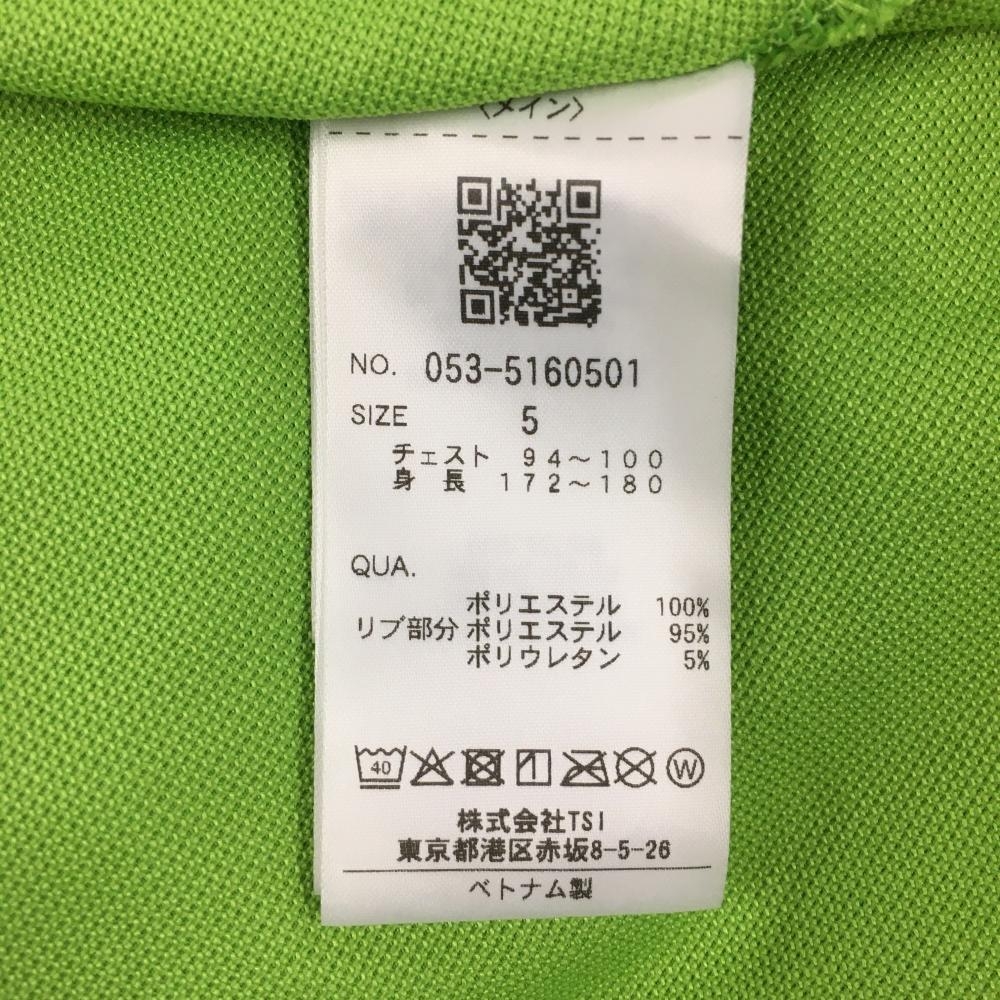 〈メイン〉
NO. 053-5160501
SIZE 5
チェスト 94～100
身 長 172～180
QUA.
ポリエステル 100%
リブ部分 ポリエステル 95%
ポリウレタン 5%
40 W
株式会社TSI
東京都港区赤坂8-5-26
ベトナム製